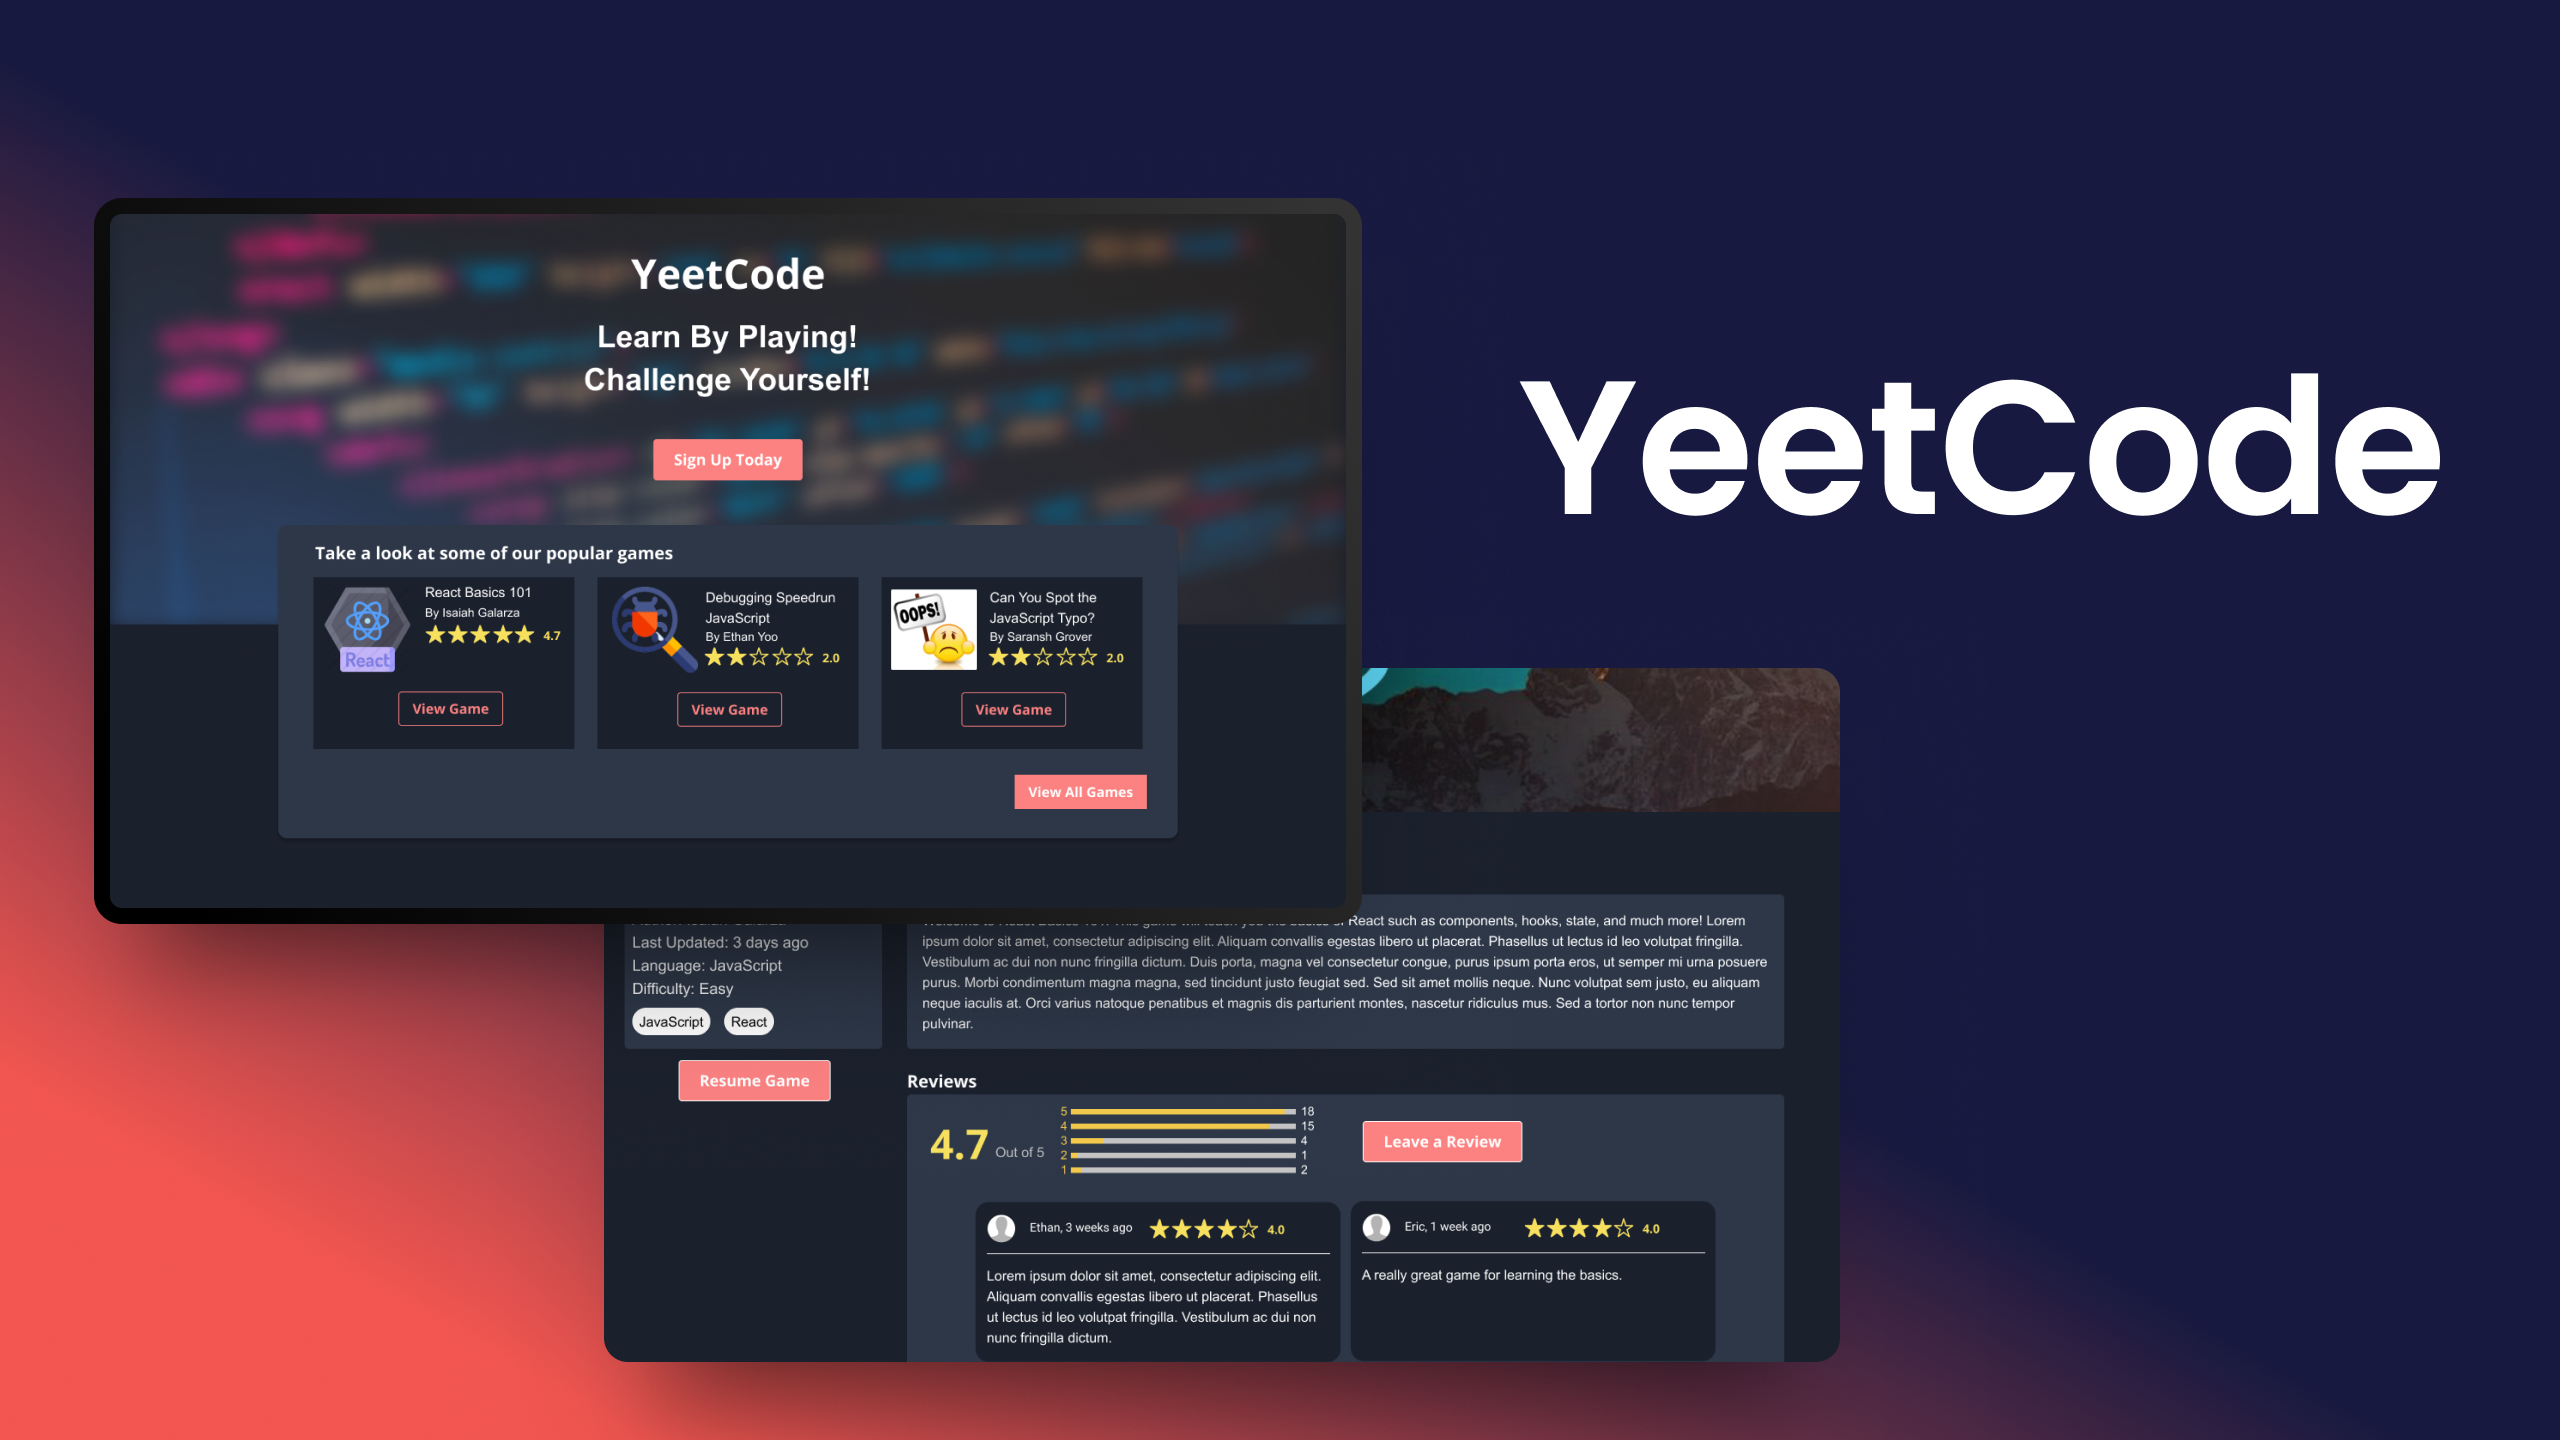 YeetCode
Learn By Playing!
Challenge Yourself!
Sign Up Today
Take a look at some of our popular games
React
React Basics 101
By Isaiah Galarza
4.7
View Game
Debugging Speedrun
JavaScript
By Ethan Yoo
2.0
View Game
OOPS!
Can You Spot the
JavaScript Typo?
By Saransh Grover
2.0
View Game
View All Games
YeetCode
Last Updated: 3 days ago
Language: JavaScript
Difficulty: Easy
JavaScript
React
Resume Game
React such as components, hooks, state, and much more! Lorem
ipsum dolor sit amet, consectetur adipiscing elit. Aliquam convallis egestas libero ut placerat. Phasellus ut lectus id leo volutpat fringilla.
Vestibulum ac dui non nunc fringilla dictum. Duis porta, magna vel consectetur congue, purus ipsum porta eros, ut semper mi urna posuere
purus. Morbi condimentum magna magna, sed tincidunt justo feugiat sed. Sed sit amet mollis neque. Nunc volutpat sem justo, eu aliquam
neque iaculis at. Orci varius natoque penatibus et magnis dis parturient montes, nascetur ridiculus mus. Sed a tortor non nunc tempor
pulvinar.
Reviews
4.7 Out of 5
5 18
4 15
3 4
2 1
1 2
Leave a Review
Ethan, 3 weeks ago 4.0
Lorem ipsum dolor sit amet, consectetur adipiscing elit.
Aliquam convallis egestas libero ut placerat. Phasellus
ut lectus id leo volutpat fringilla. Vestibulum ac dui non
nunc fringilla dictum.
Eric, 1 week ago 4.0
A really great game for learning the basics.